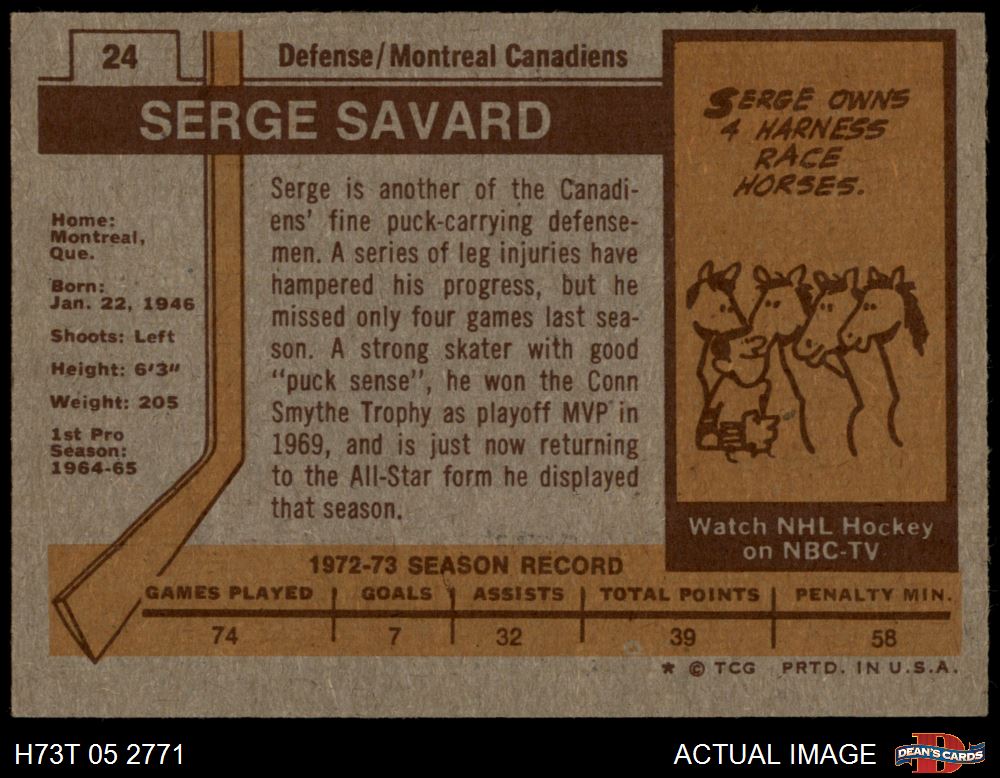 24
Defense/Montreal Canadiens
SERGE SAVARD
Home:
Montreal,
Que.
Born:
Jan. 22, 1946
Shoots: Left
Height: 6'3"
Weight: 205
1st Pro
Season:
1964-65
Serge is another of the Canadi-
ens' fine puck-carrying defense-
men. A series of leg injuries have
hampered his progress, but he
missed only four games last sea-
son. A strong skater with good
"puck sense", he won the Conn
Smythe Trophy as playoff MVP in
1969, and is just now returning
to the All-Star form he displayed
that season.
SERGE OWNS
4 HARNESS
RACE
HORSES.
Watch NHL Hockey
on NBC-TV
1972-73 SEASON RECORD
GAMES PLAYED GOALS ASSISTS TOTAL POINTS PENALTY MIN.
74 7 32 39 58
* © TCG PRTD. IN U.S.A.
H73T 05 2771 ACTUAL IMAGE
DEAN'S CARDS